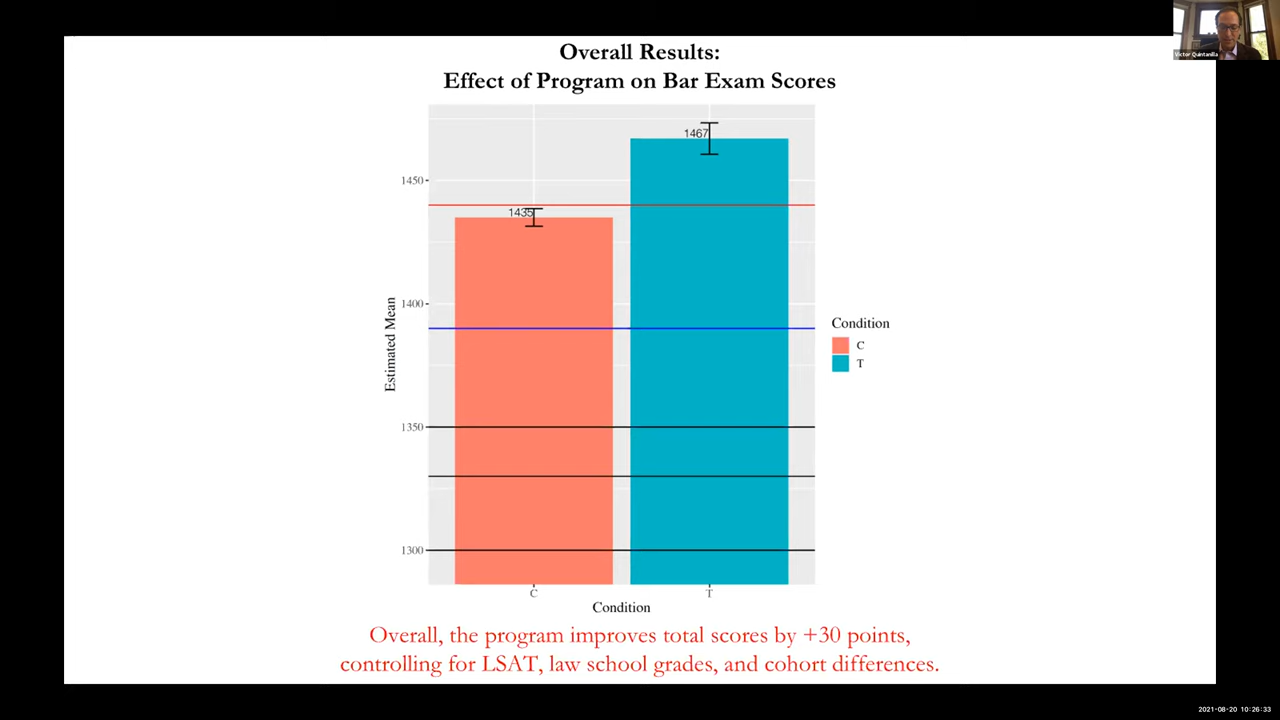 Overall Results:
Effect of Program on Bar Exam Scores
Victor Quintanilla
1467
1450
1435
1400
1350
1300
Estimated Mean
Condition
C
T
C
T
Condition
Overall, the program improves total scores by +30 points,
controlling for LSAT, law school grades, and cohort differences.
2021-08-20 10:26:33